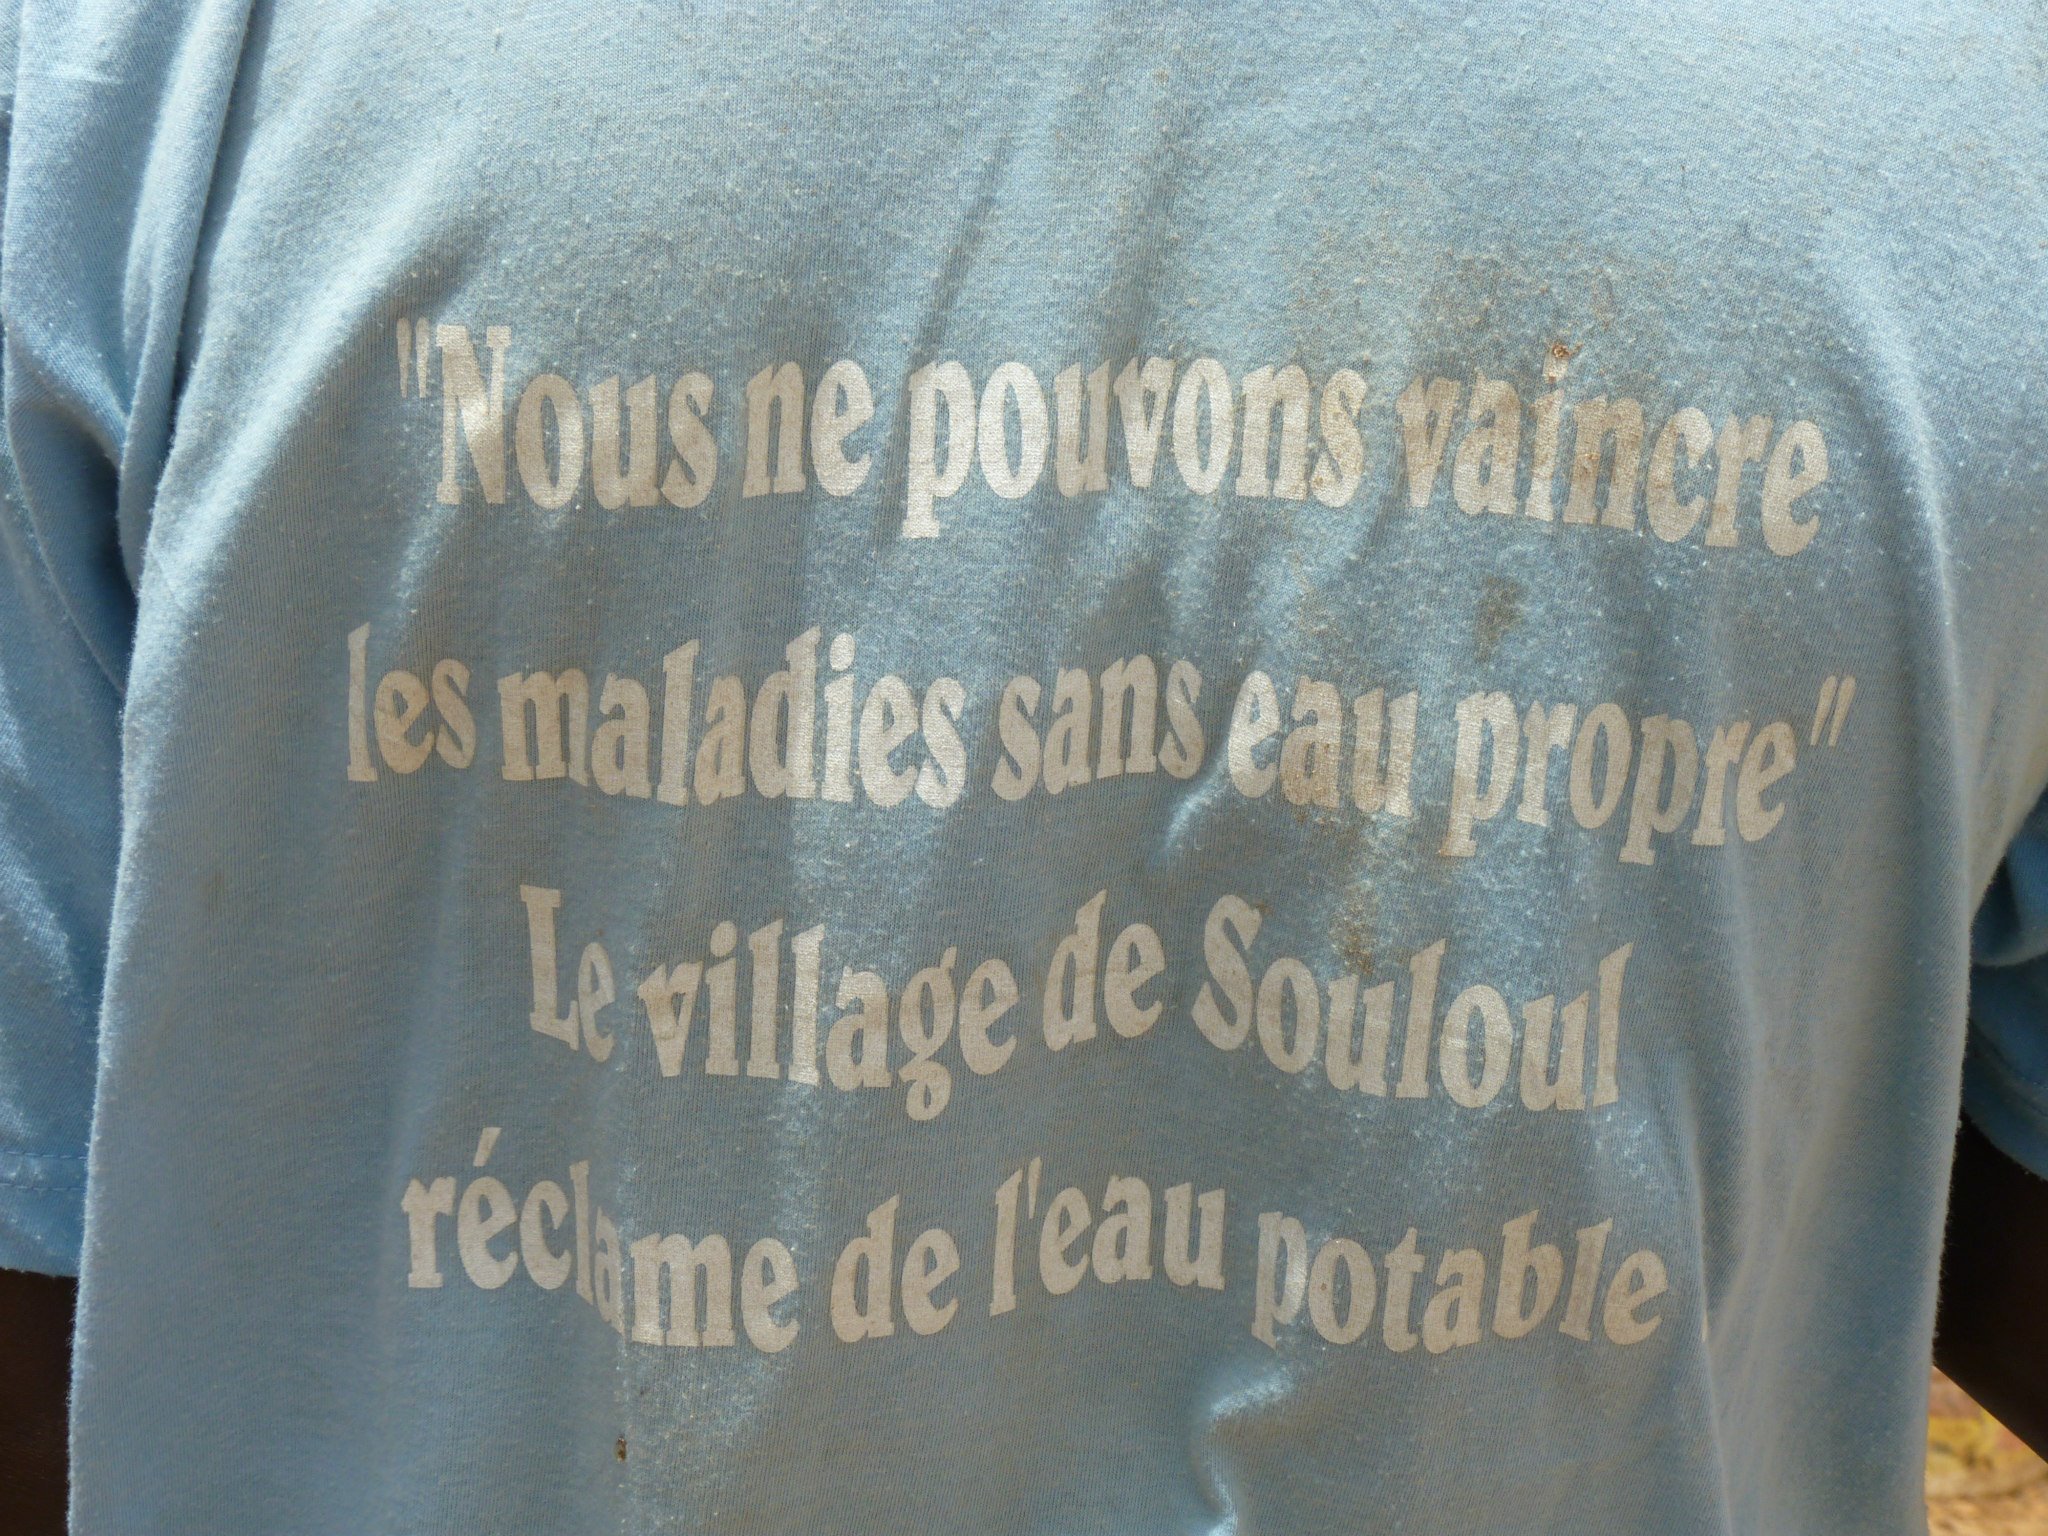 "Nous ne pouvons vaincre
les maladies sans eau propre"
Le village de Souloul
réclame de l'eau potable